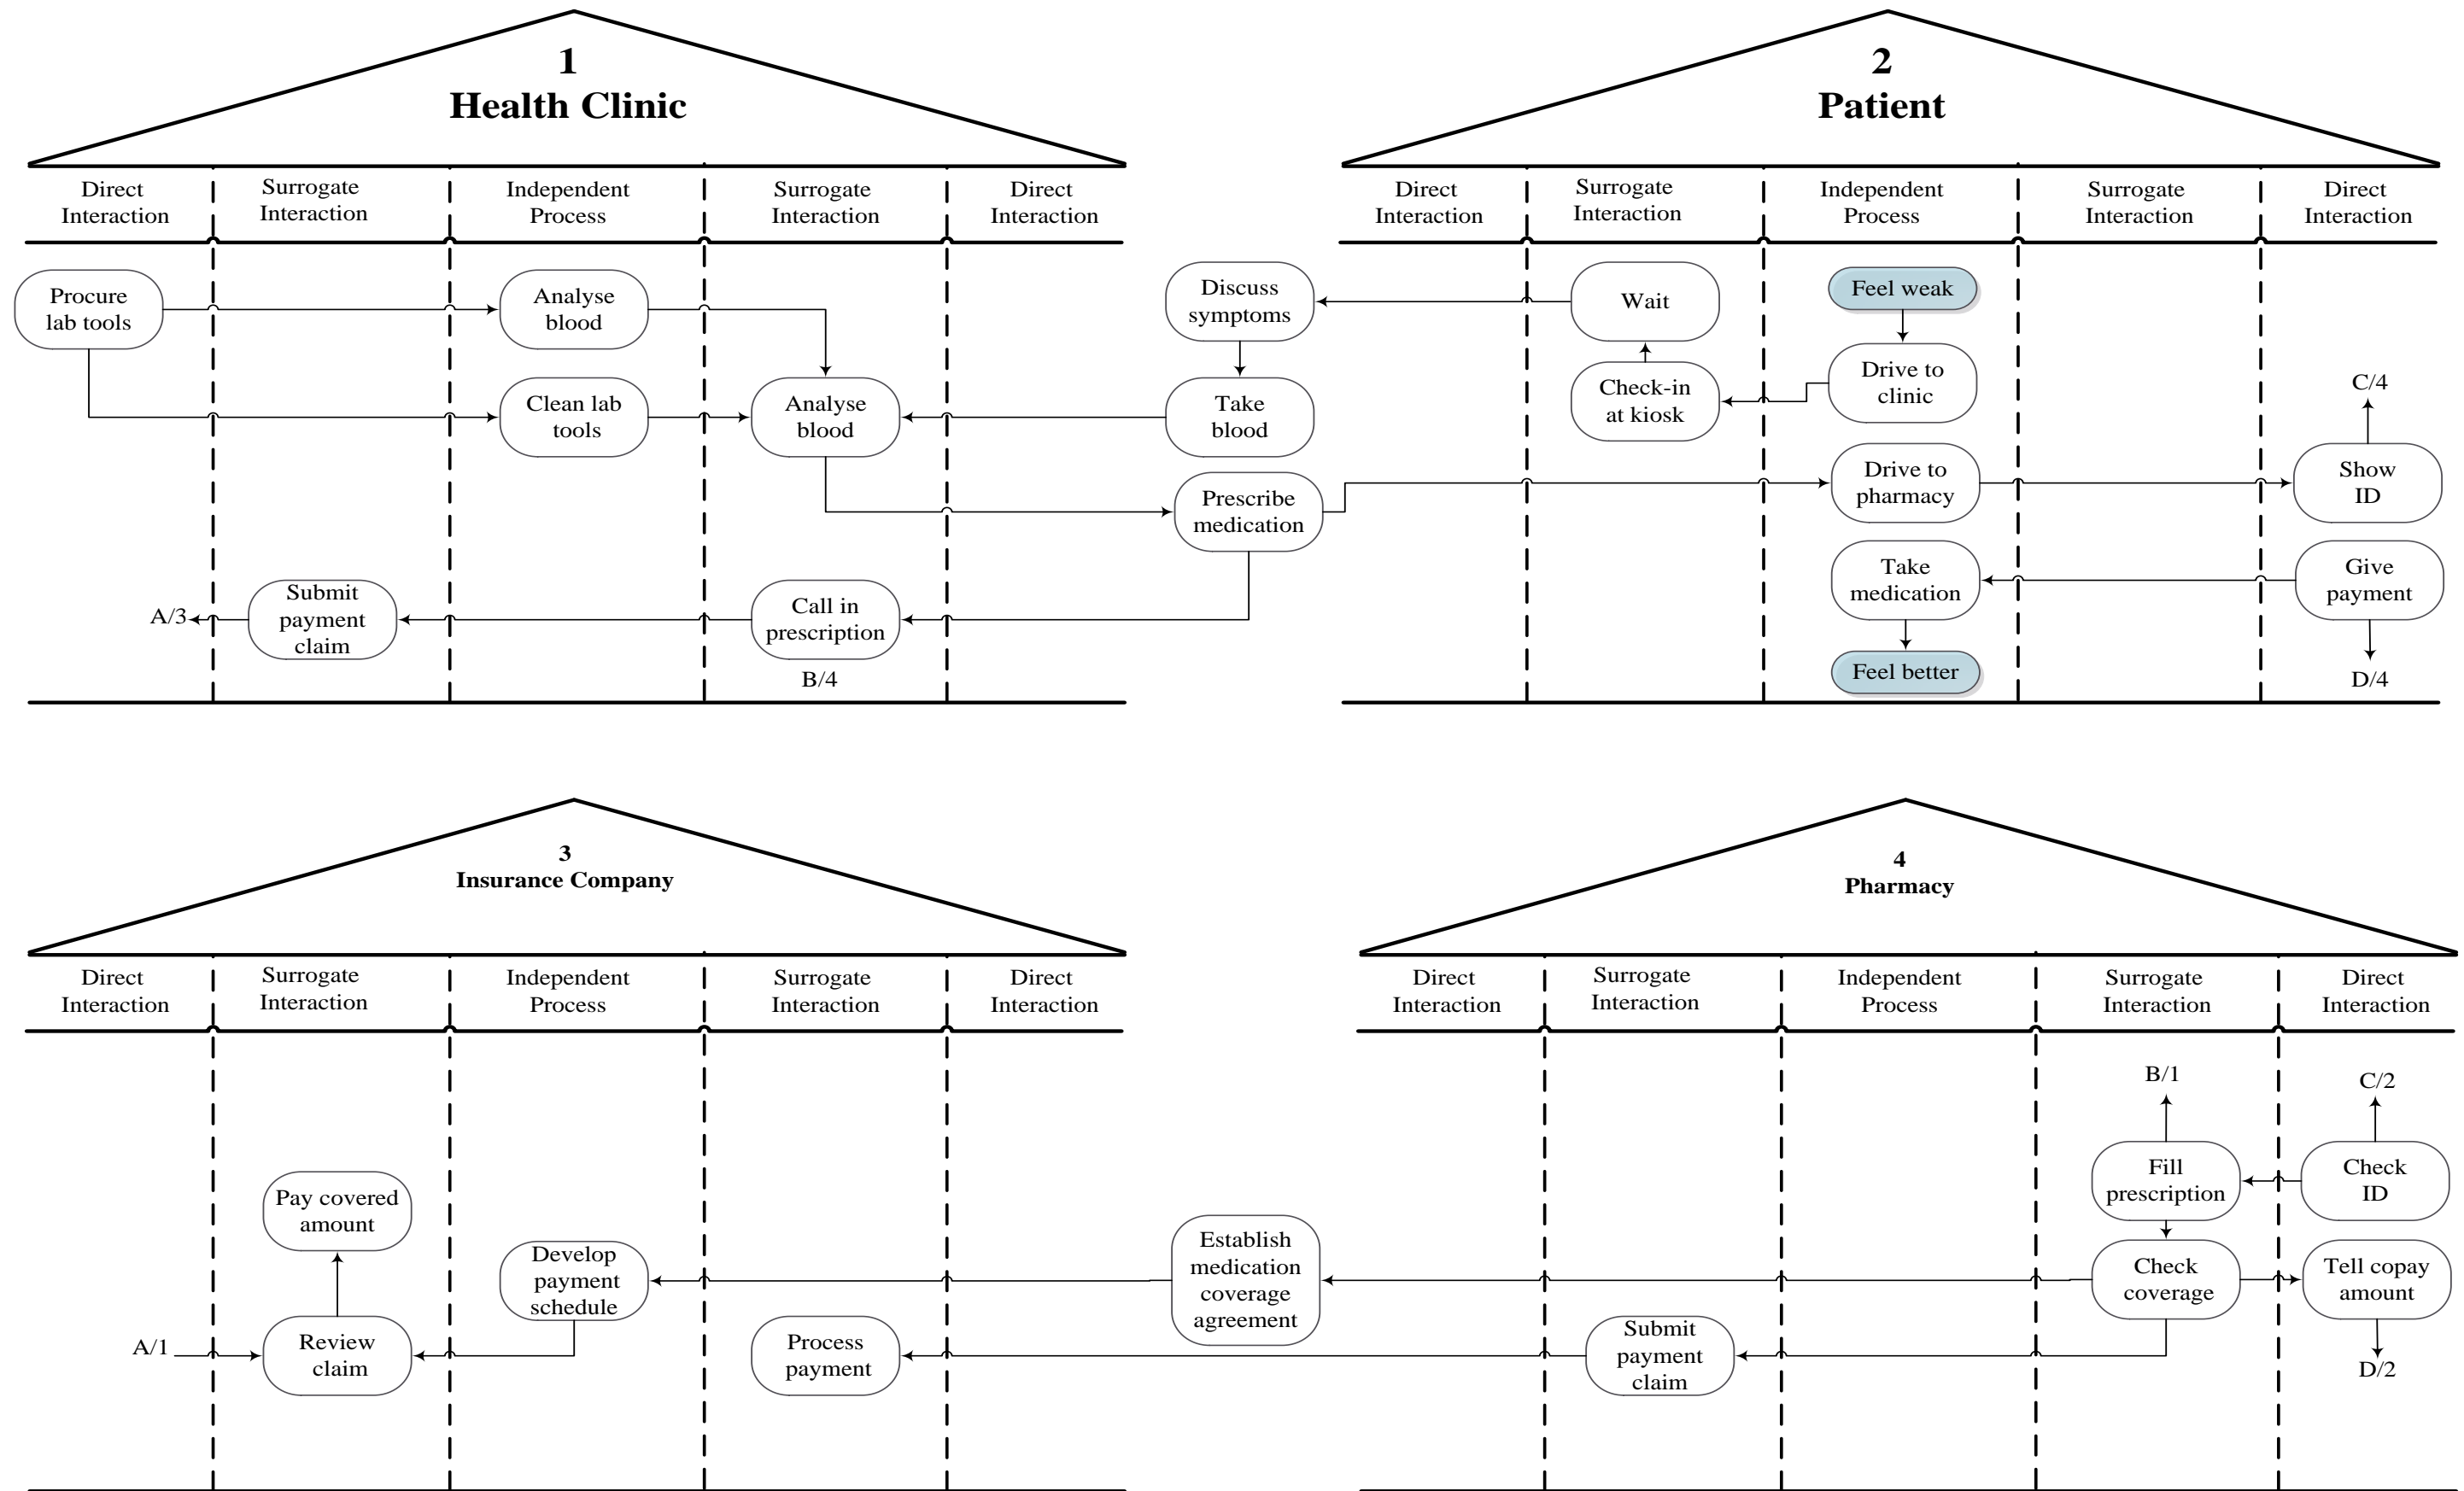 1
Health Clinic
Direct
Interaction
Surrogate
Interaction
Independent
Process
Surrogate
Interaction
Direct
Interaction
Procure
lab tools
Analyse
blood
Clean lab
tools
Analyse
blood
Discuss
symptoms
Take
blood
Prescribe
medication
Submit
payment
claim
A/3
Call in
prescription
B/4
2
Patient
Direct
Interaction
Surrogate
Interaction
Independent
Process
Surrogate
Interaction
Direct
Interaction
Wait
Check-in
at kiosk
Feel weak
Drive to
clinic
Drive to
pharmacy
Take
medication
Feel better
C/4
Show
ID
Give
payment
D/4
3
Insurance Company
Direct
Interaction
Surrogate
Interaction
Independent
Process
Surrogate
Interaction
Direct
Interaction
Pay covered
amount
Develop
payment
schedule
A/1
Review
claim
Process
payment
Establish
medication
coverage
agreement
4
Pharmacy
Direct
Interaction
Surrogate
Interaction
Independent
Process
Surrogate
Interaction
Direct
Interaction
B/1
C/2
Fill
prescription
Check
ID
Check
coverage
Tell copay
amount
Submit
payment
claim
D/2